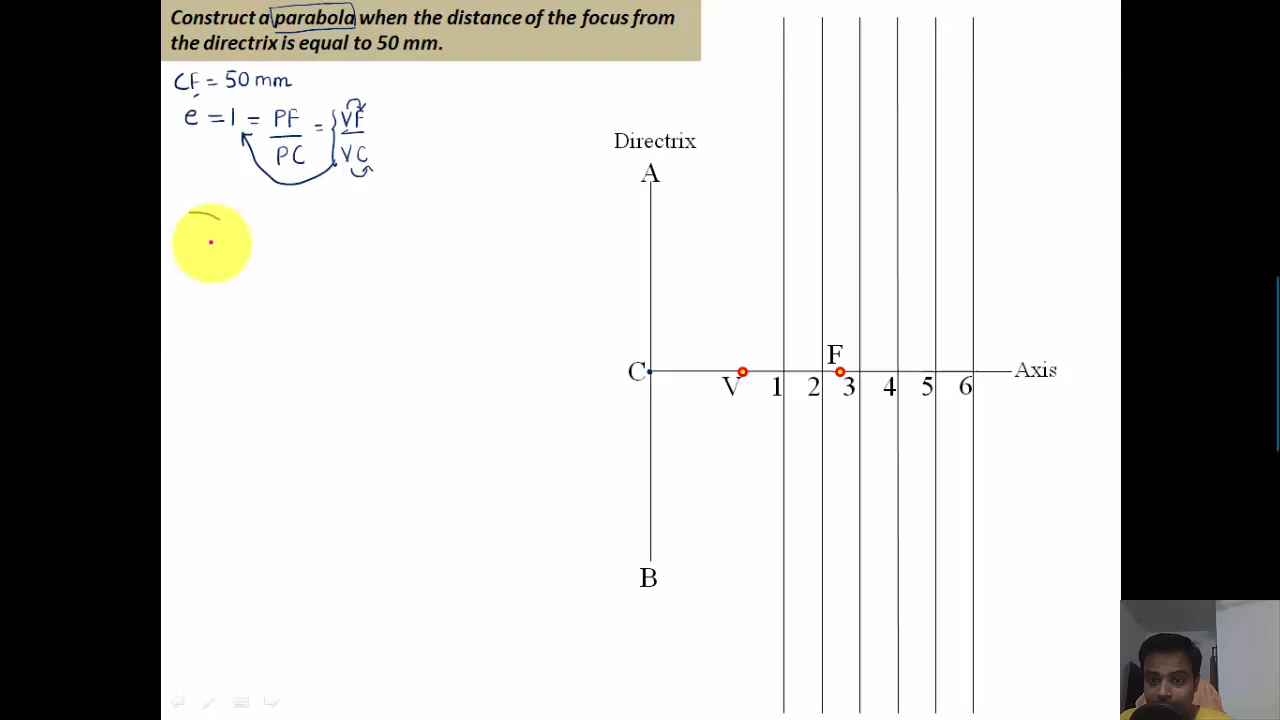 Construct a parabola when the distance of the focus from
the directrix is equal to 50 mm.
CF = 50 mm
e = 1 = PF / PC = VF / VC
Directrix
A
F
C
V 1 2 3 4 5 6
Axis
B